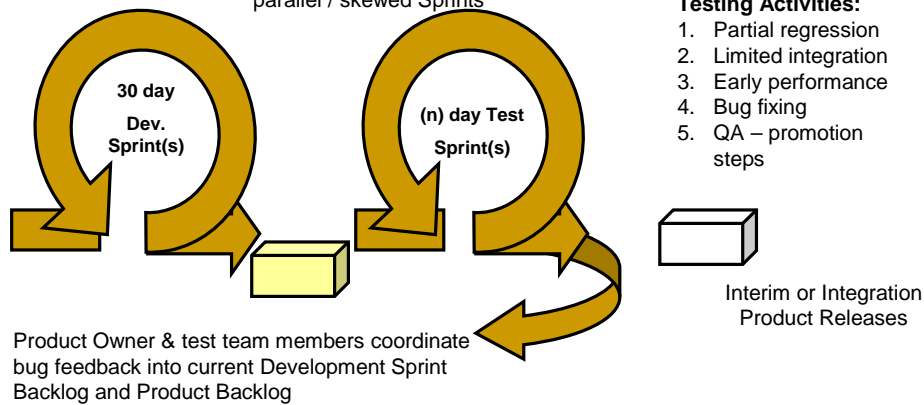 parallel / skewed Sprints
Testing Activities:
1. Partial regression
2. Limited integration
3. Early performance
4. Bug fixing
5. QA – promotion
steps
30 day
Dev.
Sprint(s)
(n) day Test
Sprint(s)
Interim or Integration
Product Releases
Product Owner & test team members coordinate
bug feedback into current Development Sprint
Backlog and Product Backlog